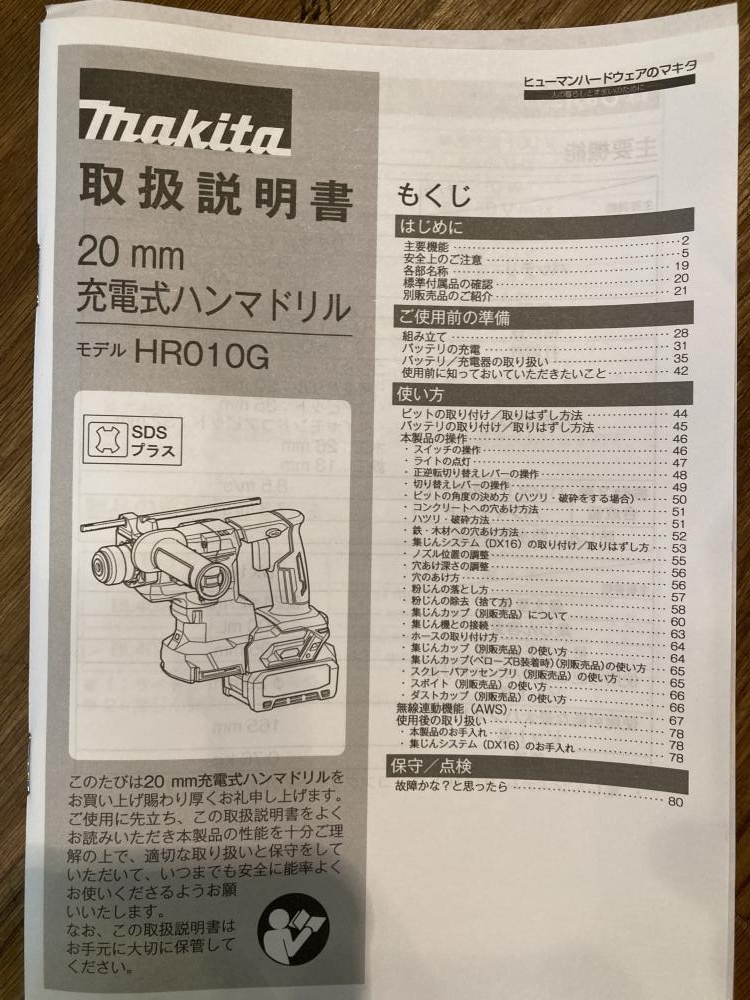 makita
取扱説明書
20 mm
充電式ハンマドリル
モデル HR010G
SDS
プラス
このたびは20 mm充電式ハンマドリルを
お買い上げ賜わり厚くお礼申し上げます。
ご使用に先立ち、この取扱説明書をよく
お読みいただき本製品の性能を十分ご理
解の上で、適切な取り扱いと保守をして
いただいて、いつまでも安全に能率よく
お使いくださるようお願
いいたします。
なお、この取扱説明書は
お手元に大切に保管して
ください。
ヒューマンハードウェアのマキタ
人の暮らしと住まいのために
もくじ
はじめに
主要機能 2
安全上のご注意 5
各部名称 19
標準付属品の確認 20
別販売品のご紹介 21
ご使用前の準備
組み立て 28
バッテリの充電 31
バッテリ／充電器の取り扱い 35
使用前に知っておいていただきたいこと 42
使い方
ビットの取り付け／取りはずし方法 44
バッテリの取り付け／取りはずし方法 45
本製品の操作 46
・スイッチの操作 46
・ライトの点灯 47
・正逆転切り替えレバーの操作 48
・切り替えレバーの操作 49
・ビットの角度の決め方（ハツリ・破砕をする場合） 50
・コンクリートへの穴あけ方法 51
・ハツリ・破砕方法 51
・鉄・木材への穴あけ方法 52
・集じんシステム（DX16）の取り付け／取りはずし方 53
・ノズル位置の調整 55
・穴あけ深さの調整 56
・穴のあけ方 56
・粉じんの落とし方 57
・粉じんの除去（捨て方） 58
・集じんカップ（別販売品）について 60
・集じん機との接続 63
・ホースの取り付け方 64
・集じんカップ（別販売品）の使い方 64
・集じんカップ(ベローズB装着時)(別販売品)の使い方 65
・スクレーパアッセンブリ（別販売品）の使い方 65
・スポイト（別販売品）の使い方 66
・ダストカップ（別販売品）の使い方 66
無線連動機能（AWS） 67
使用後の取り扱い 78
・本製品のお手入れ 78
・集じんシステム（DX16）のお手入れ 78
保守／点検
故障かな？と思ったら 80